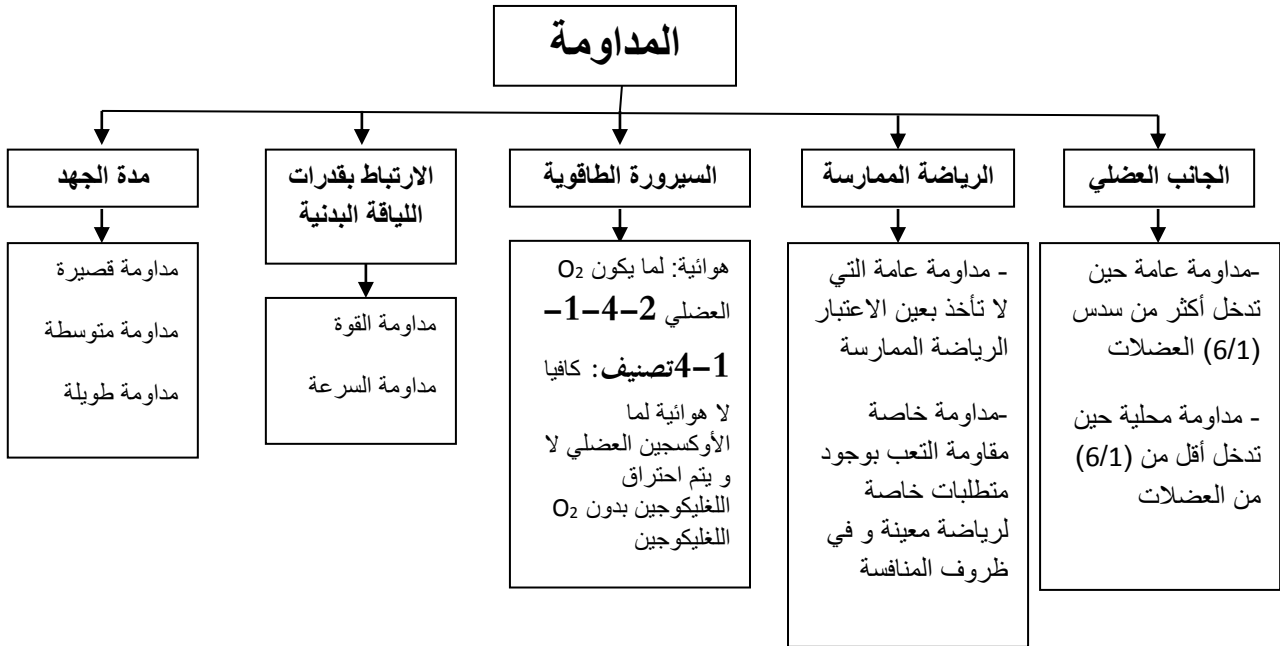 المداومة
الجانب العضلي
-مداومة عامة حين
تدخل أكثر من سدس
(6/1) العضلات
- مداومة محلية حين
تدخل أقل من (6/1)
من العضلات
الرياضة الممارسة
- مداومة عامة التي
لا تأخذ بعين الاعتبار
الرياضة الممارسة
-مداومة خاصة
مقاومة التعب بوجود
متطلبات خاصة
لرياضة معينة و في
ظروف المنافسة
السيرورة الطاقوية
هوائية: لما يكون O₂
العضلي 2-4-1-
4-1تصنيف: كافيا
لا هوائية لما
الأوكسجين العضلي لا
و يتم احتراق
اللغليكوجين بدون O₂
اللغليكوجين
الارتباط بقدرات
اللياقة البدنية
مداومة القوة
مداومة السرعة
مدة الجهد
مداومة قصيرة
مداومة متوسطة
مداومة طويلة